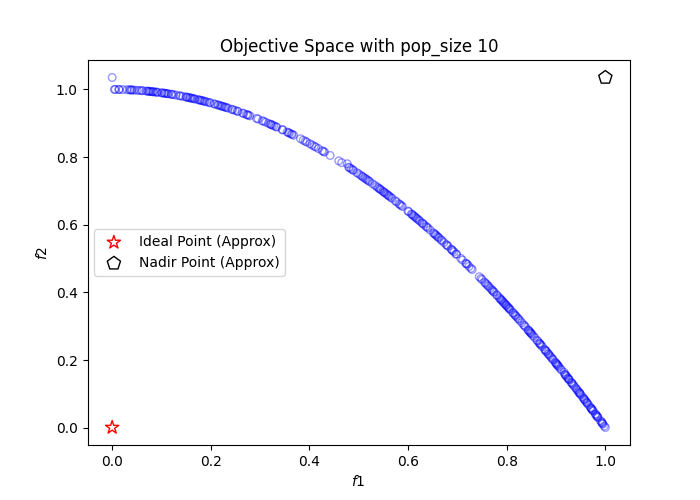 Objective Space with pop_size 10
1.0
0.8
0.6
0.4
0.2
0.0
f2
Ideal Point (Approx)
Nadir Point (Approx)
0.0 0.2 0.4 0.6 0.8 1.0
f1